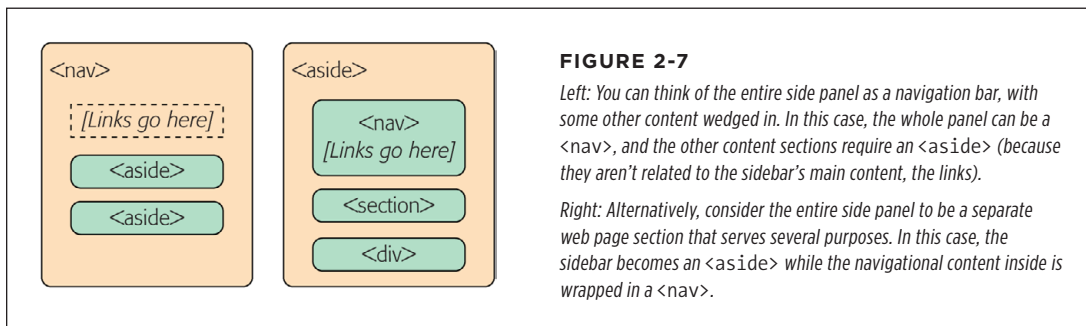 <nav>
[Links go here]
<aside>
<aside>
<aside>
<nav>
[Links go here]
<section>
<div>
FIGURE 2-7
Left: You can think of the entire side panel as a navigation bar, with
some other content wedged in. In this case, the whole panel can be a
<nav>, and the other content sections require an <aside> (because
they aren’t related to the sidebar’s main content, the links).
Right: Alternatively, consider the entire side panel to be a separate
web page section that serves several purposes. In this case, the
sidebar becomes an <aside> while the navigational content inside is
wrapped in a <nav>.